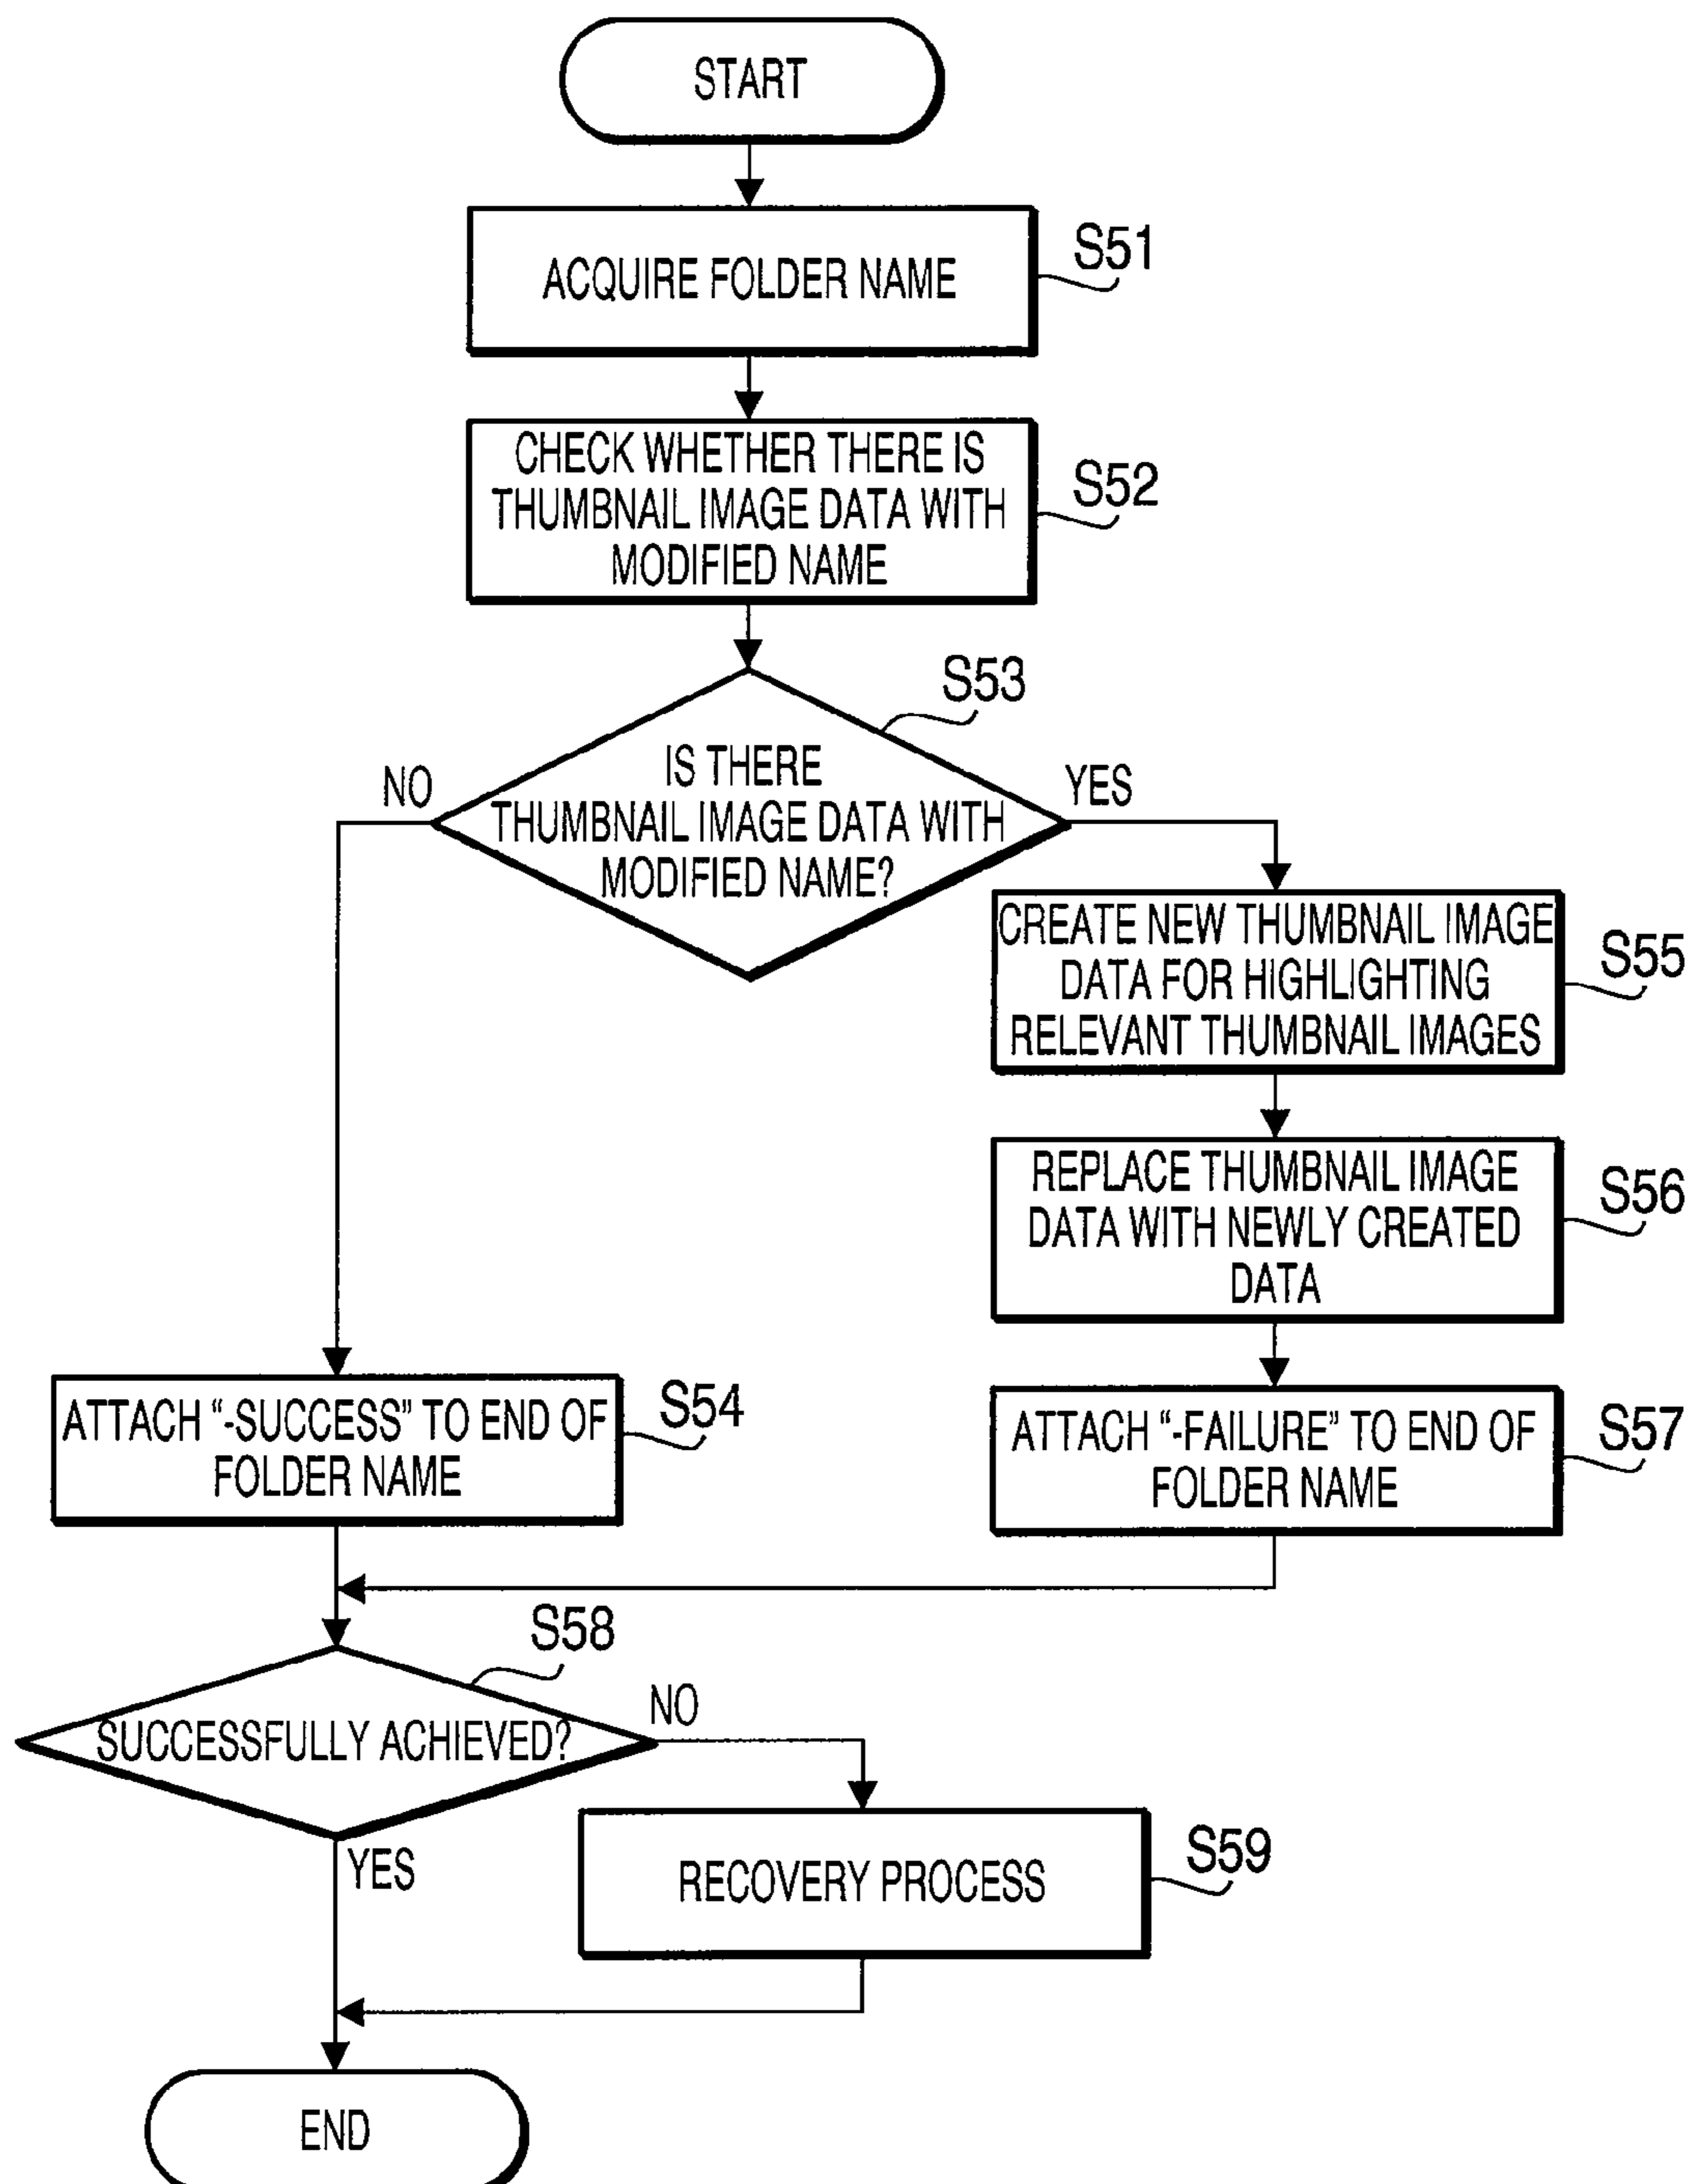 START
ACQUIRE FOLDER NAME
S51
CHECK WHETHER THERE IS
THUMBNAIL IMAGE DATA WITH
MODIFIED NAME
S52
S53
IS THERE
THUMBNAIL IMAGE DATA WITH
MODIFIED NAME?
NO
YES
CREATE NEW THUMBNAIL IMAGE
DATA FOR HIGHLIGHTING
RELEVANT THUMBNAIL IMAGES
S55
REPLACE THUMBNAIL IMAGE
DATA WITH NEWLY CREATED
DATA
S56
ATTACH “-SUCCESS” TO END OF
FOLDER NAME
S54
ATTACH “-FAILURE” TO END OF
FOLDER NAME
S57
S58
SUCCESSFULLY ACHIEVED?
NO
YES
RECOVERY PROCESS
S59
END